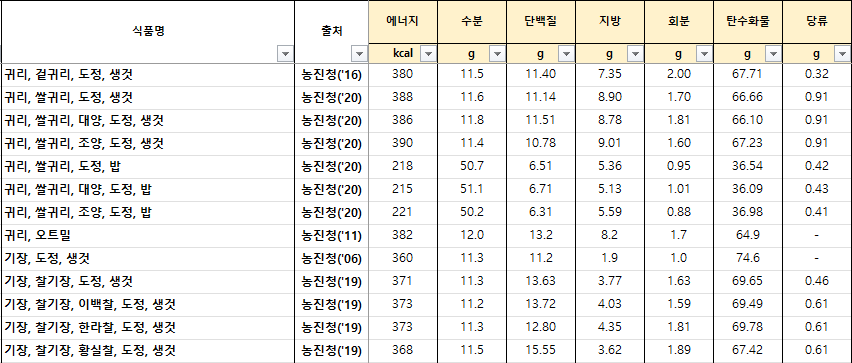 식품명 출처 에너지 수분 단백질 지방 회분 탄수화물 당류
kcal g g g g g g
귀리, 겉귀리, 도정, 생것 농진청('16) 380 11.5 11.40 7.35 2.00 67.71 0.32
귀리, 쌀귀리, 도정, 생것 농진청('20) 388 11.6 11.14 8.90 1.70 66.66 0.91
귀리, 쌀귀리, 대양, 도정, 생것 농진청('20) 386 11.8 11.51 8.78 1.81 66.10 0.91
귀리, 쌀귀리, 조양, 도정, 생것 농진청('20) 390 11.4 10.78 9.01 1.60 67.23 0.91
귀리, 쌀귀리, 도정, 밥 농진청('20) 218 50.7 6.51 5.36 0.95 36.54 0.42
귀리, 쌀귀리, 대양, 도정, 밥 농진청('20) 215 51.1 6.71 5.13 1.01 36.09 0.43
귀리, 쌀귀리, 조양, 도정, 밥 농진청('20) 221 50.2 6.31 5.59 0.88 36.98 0.41
귀리, 오트밀 농진청('11) 382 12.0 13.2 8.2 1.7 64.9 -
기장, 도정, 생것 농진청('06) 360 11.3 11.2 1.9 1.0 74.6 -
기장, 찰기장, 도정, 생것 농진청('19) 371 11.3 13.63 3.77 1.63 69.65 0.46
기장, 찰기장, 이백찰, 도정, 생것 농진청('19) 373 11.2 13.72 4.03 1.59 69.49 0.61
기장, 찰기장, 한라찰, 도정, 생것 농진청('19) 373 11.3 12.80 4.35 1.81 69.78 0.61
기장, 찰기장, 황실찰, 도정, 생것 농진청('19) 368 11.5 15.55 3.62 1.89 67.42 0.61